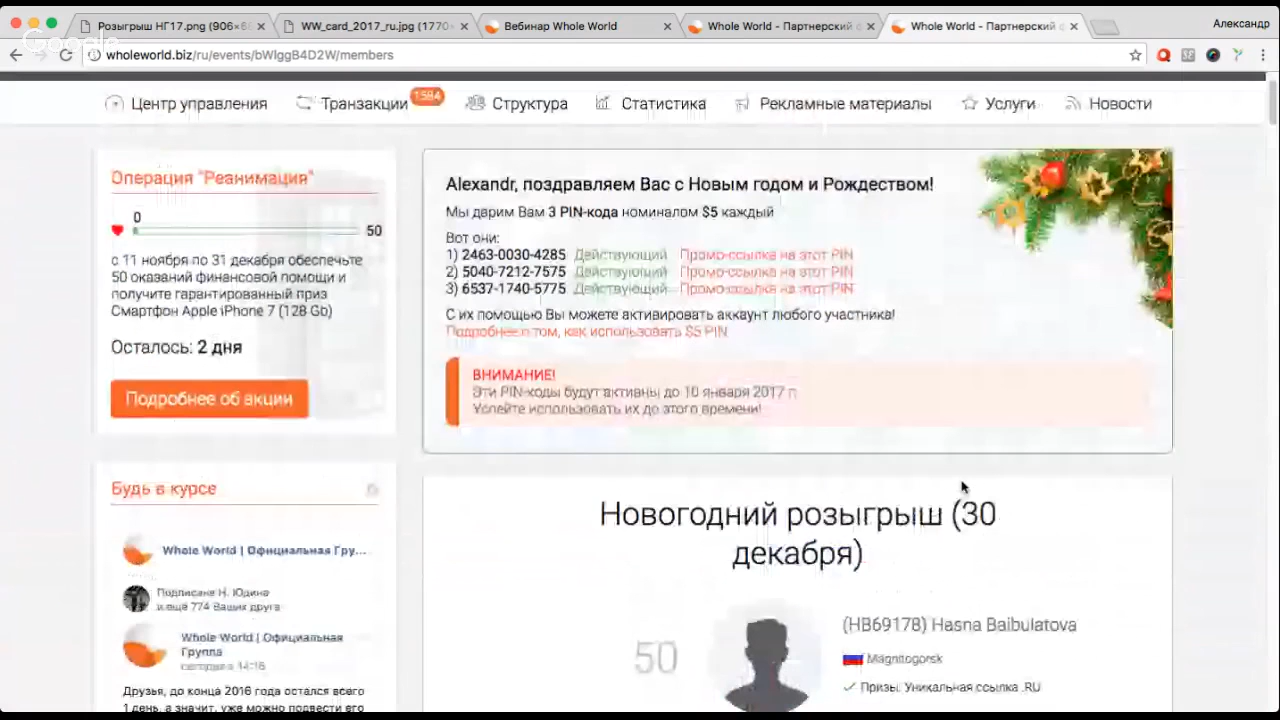 Розыгрыш НГ17.png (906×6
WW_card_2017_ru.jpg (1770×
Вебинар Whole World
Whole World - Партнерский
Whole World - Партнерский
Александр
Google
wholeworld.biz/ru/events/bWIggB4D2W/members
Центр управления
Транзакции
1584
Структура
Статистика
Рекламные материалы
Услуги
Новости
Операция "Реанимация"
0
50
с 11 ноября по 31 декабря обеспечьте
50 оказаний финансовой помощи и
получите гарантированный приз
Смартфон Apple iPhone 7 (128 Gb)
Осталось: 2 дня
Подробнее об акции
Alexandr, поздравляем Вас с Новым годом и Рождеством!
Мы дарим Вам 3 PIN-кода номиналом $5 каждый
Вот они:
1) 2463-0030-4285 Действующий Промо-ссылка на этот PIN
2) 5040-7212-7575 Действующий Промо-ссылка на этот PIN
3) 6537-1740-5775 Действующий Промо-ссылка на этот PIN
С их помощью Вы можете активировать аккаунт любого участника!
Подробнее о том, как использовать $5 PIN
ВНИМАНИЕ!
Эти PIN-коды будут активны до 10 января 2017 г.
Успейте использовать их до этого времени!
Будь в курсе
Whole World | Официальная Гру...
Подписане Н. Юдина
и ещё 774 Ваших друга
Whole World | Официальная
Группа
сегодня в 14:16
Друзья, до конца 2016 года остался всего
1 день, а значит, уже можно подвести его
Новогодний розыгрыш (30
декабря)
50
(HB69178) Hasna Baibulatova
Magnitogorsk
Призы: Уникальная ссылка .RU